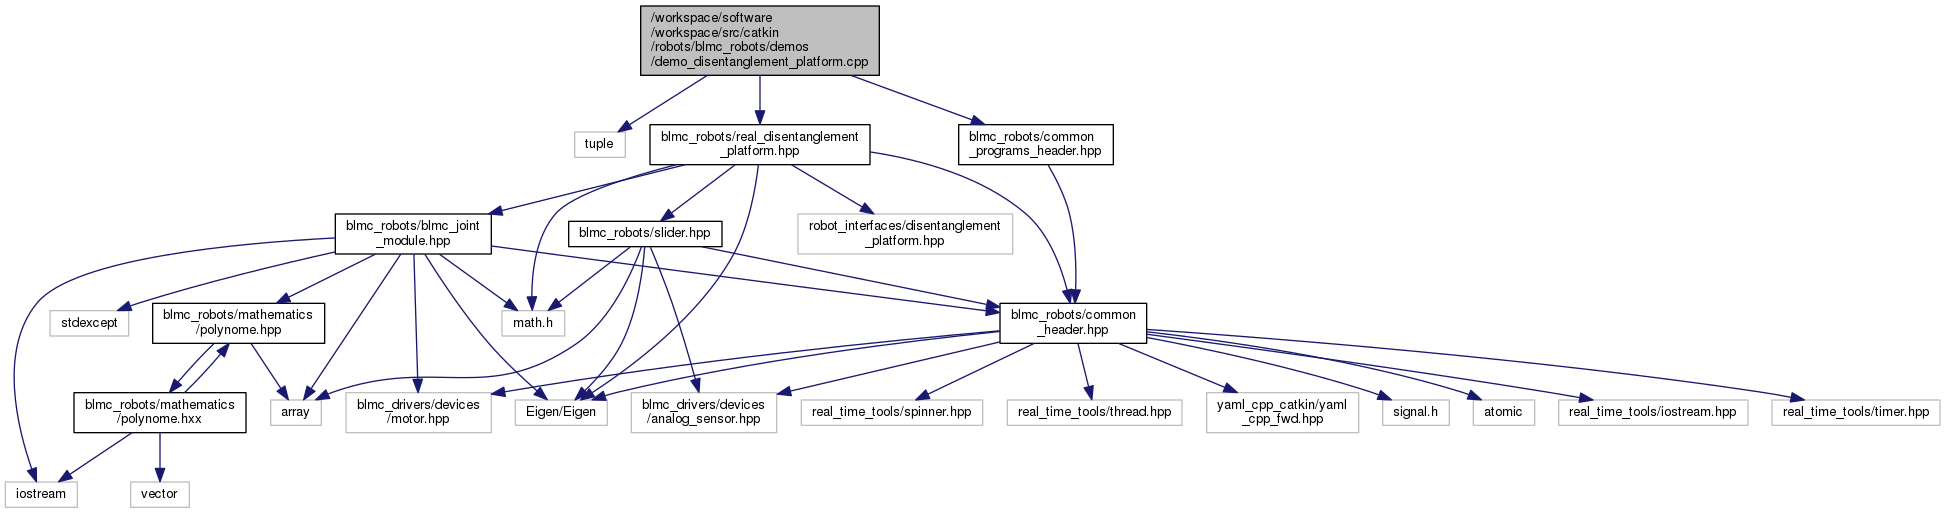 /workspace/software
/workspace/src/catkin
/robots/blmc_robots/demos
/demo_disentanglement_platform.cpp
tuple
blmc_robots/real_disentanglement
_platform.hpp
blmc_robots/common
_programs_header.hpp
blmc_robots/blmc_joint
_module.hpp
blmc_robots/slider.hpp
robot_interfaces/disentanglement
_platform.hpp
stdexcept
blmc_robots/mathematics
/polynome.hpp
math.h
blmc_robots/common
_header.hpp
blmc_robots/mathematics
/polynome.hxx
array
blmc_drivers/devices
/motor.hpp
Eigen/Eigen
blmc_drivers/devices
/analog_sensor.hpp
real_time_tools/spinner.hpp
real_time_tools/thread.hpp
yaml_cpp_catkin/yaml
_cpp_fwd.hpp
signal.h
atomic
real_time_tools/iostream.hpp
real_time_tools/timer.hpp
iostream
vector